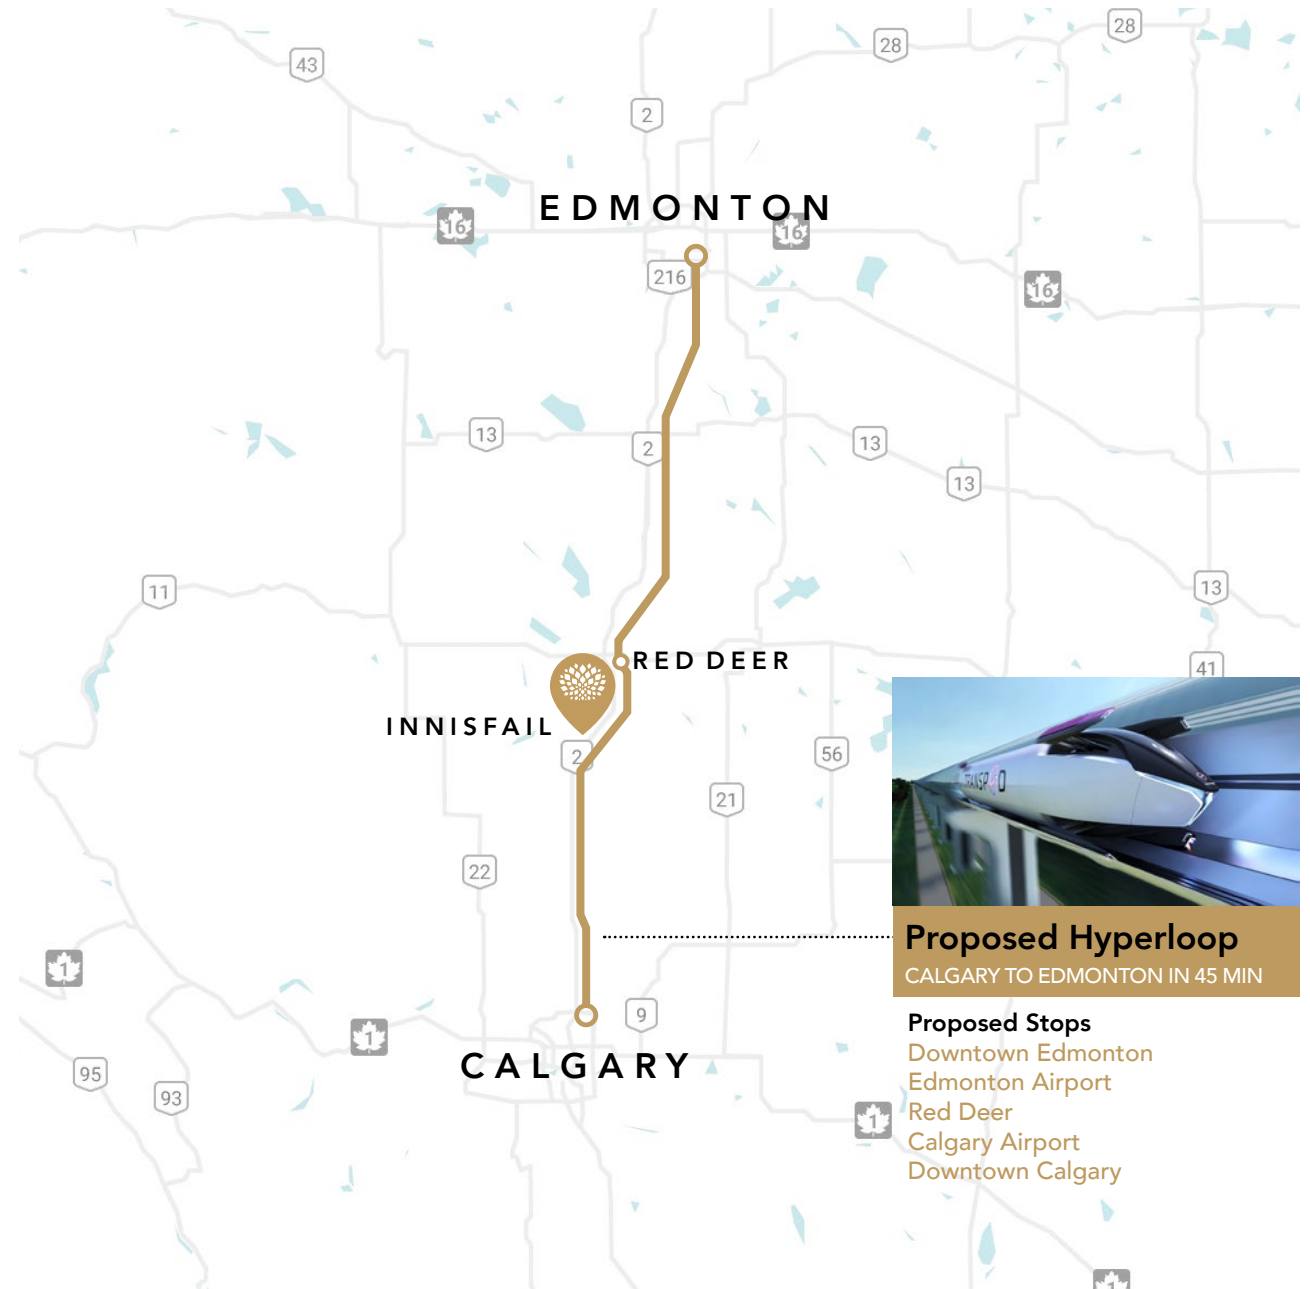 28
28
43
2
EDMONTON
16
16
216
16
13
2
13
13
11
13
RED DEER
41
INNISFAIL
2
56
21
TRANSPOD
22
Proposed Hyperloop
CALGARY TO EDMONTON IN 45 MIN
1
9
Proposed Stops
1
Downtown Edmonton
CALGARY
95
Edmonton Airport
93
Red Deer
1
Calgary Airport
Downtown Calgary
1